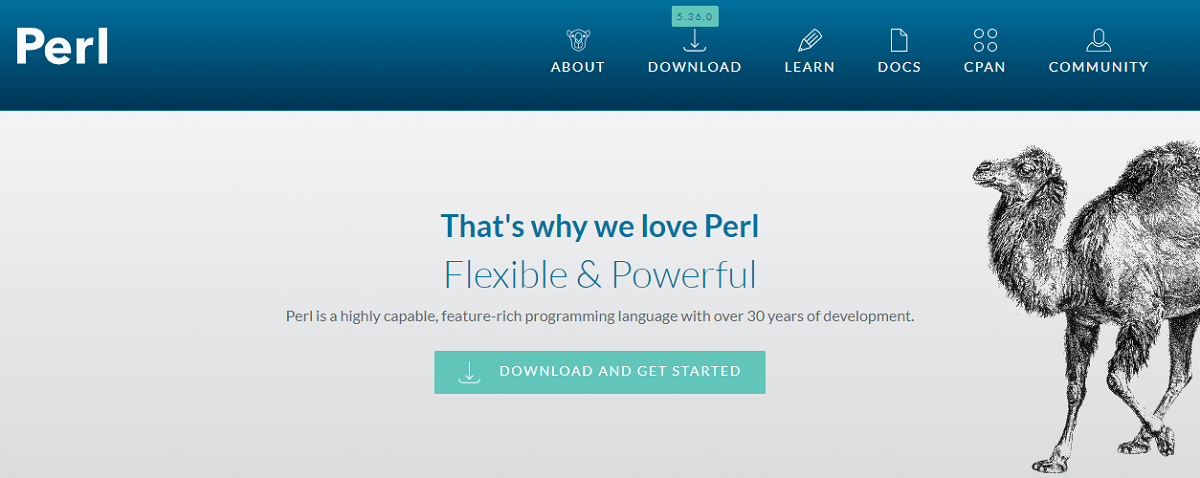 Perl
5.36.0
ABOUT
DOWNLOAD
LEARN
DOCS
CPAN
COMMUNITY
That's why we love Perl
Flexible & Powerful
Perl is a highly capable, feature-rich programming language with over 30 years of development.
DOWNLOAD AND GET STARTED